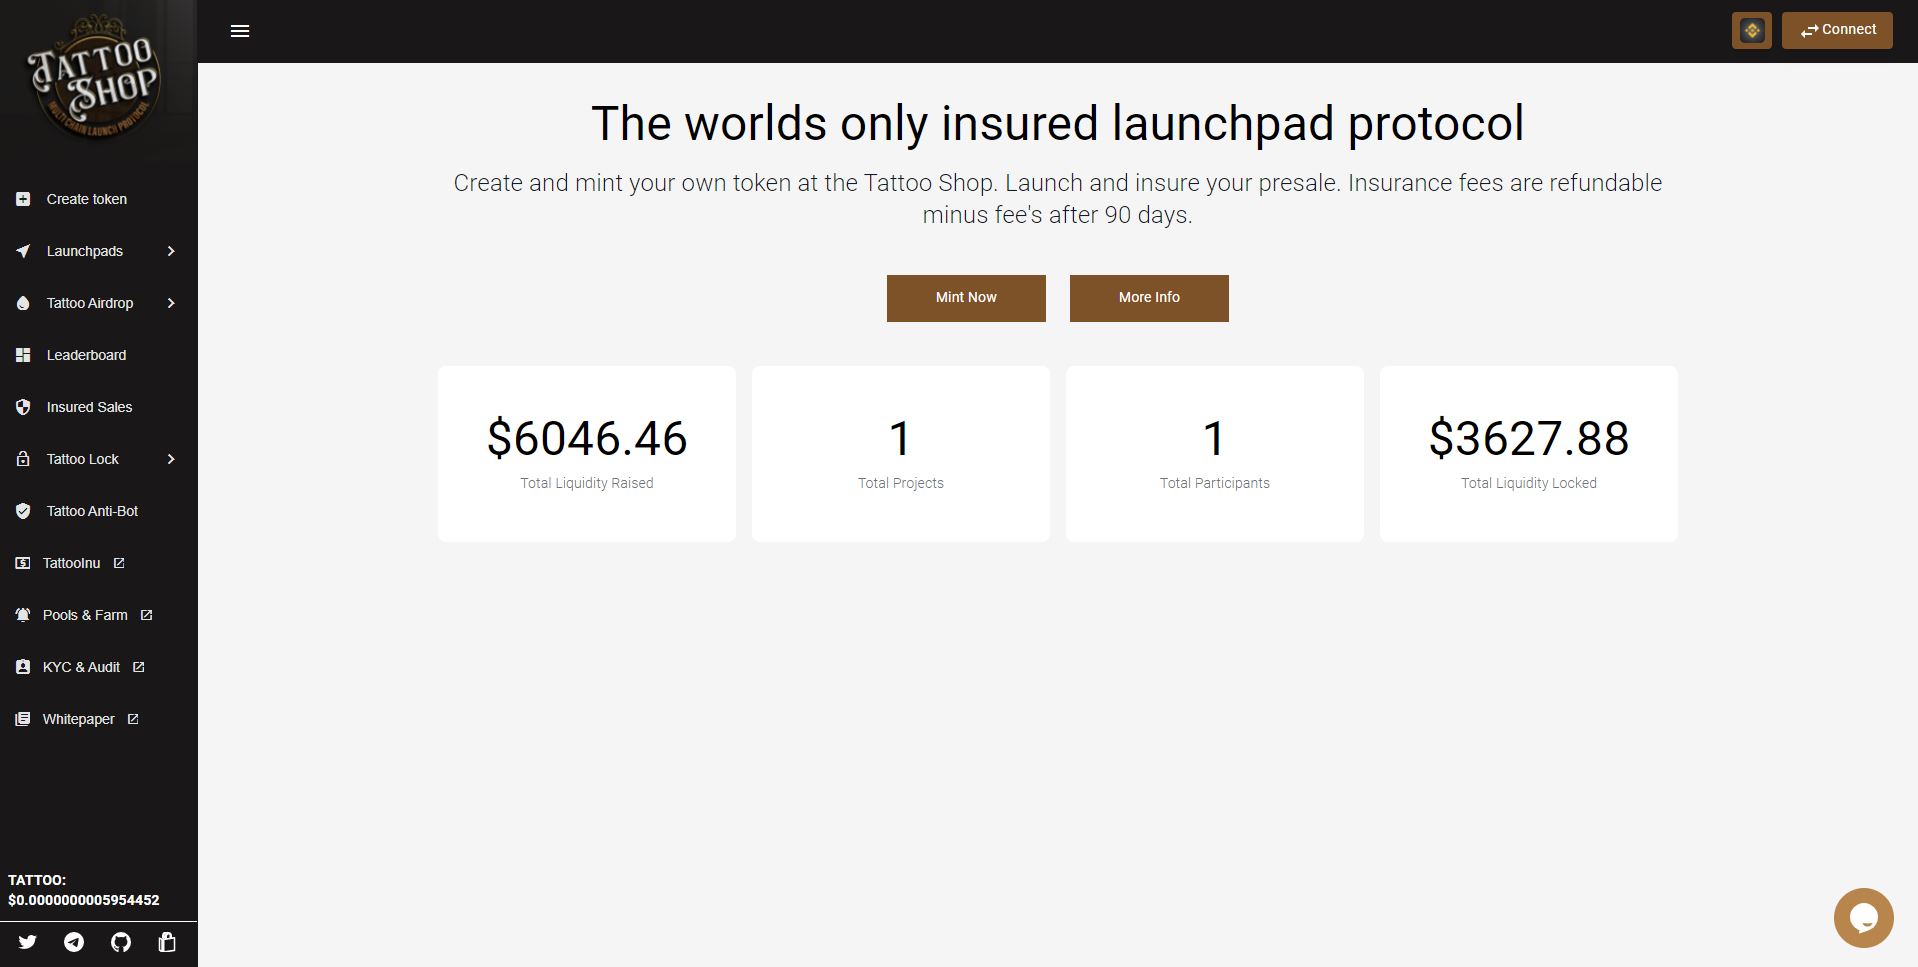 TATTOO
SHOP
MULTI CHAIN LAUNCH PROTOCOL
Create token
Launchpads
Tattoo Airdrop
Leaderboard
Insured Sales
Tattoo Lock
Tattoo Anti-Bot
TattooInu
Pools & Farm
KYC & Audit
Whitepaper
TATTOO:
$0.0000000005954452
Connect
The worlds only insured launchpad protocol
Create and mint your own token at the Tattoo Shop. Launch and insure your presale. Insurance fees are refundable
minus fee's after 90 days.
Mint Now
More Info
$6046.46
Total Liquidity Raised
1
Total Projects
1
Total Participants
$3627.88
Total Liquidity Locked